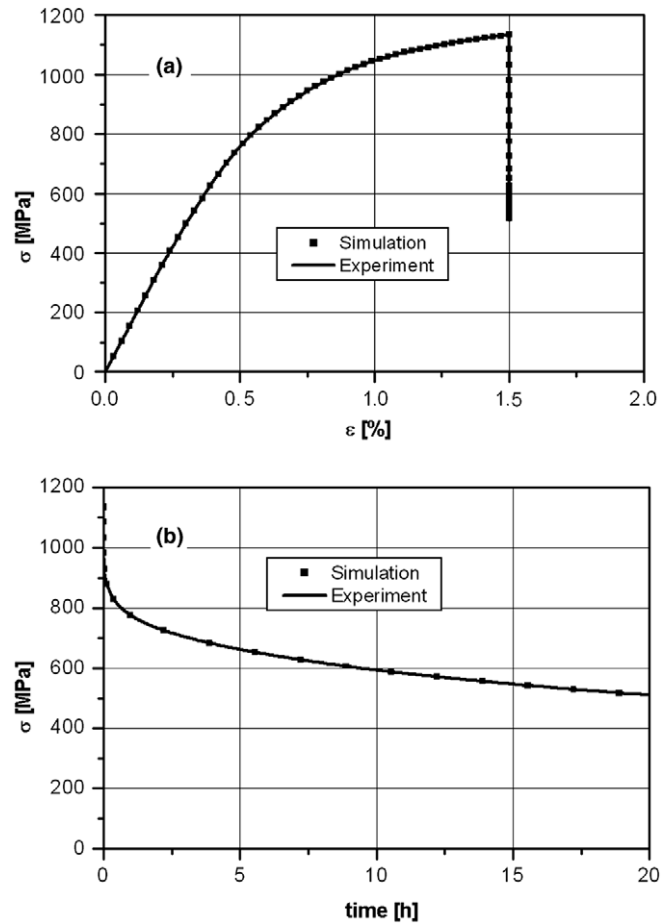 1200
(a)
1000
800
600
σ [MPa]
400
Simulation
Experiment
200
0
0.0 0.5 1.0 1.5 2.0
ε [%]
1200
(b)
1000
Simulation
Experiment
800
600
σ [MPa]
400
200
0
0 5 10 15 20
time [h]